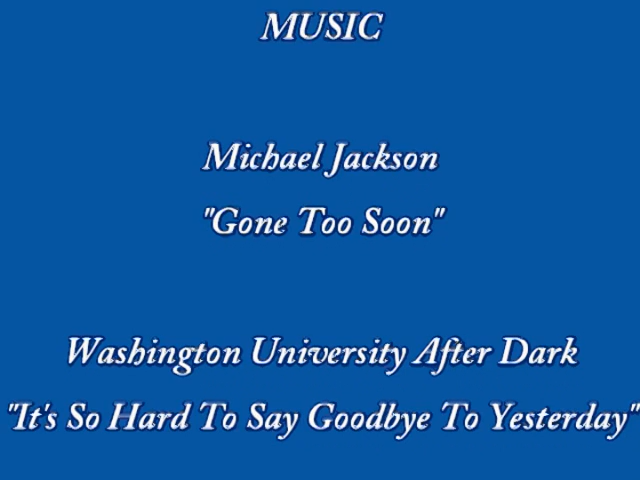 MUSIC
Michael Jackson
"Gone Too Soon"
Washington University After Dark
"It's So Hard To Say Goodbye To Yesterday"